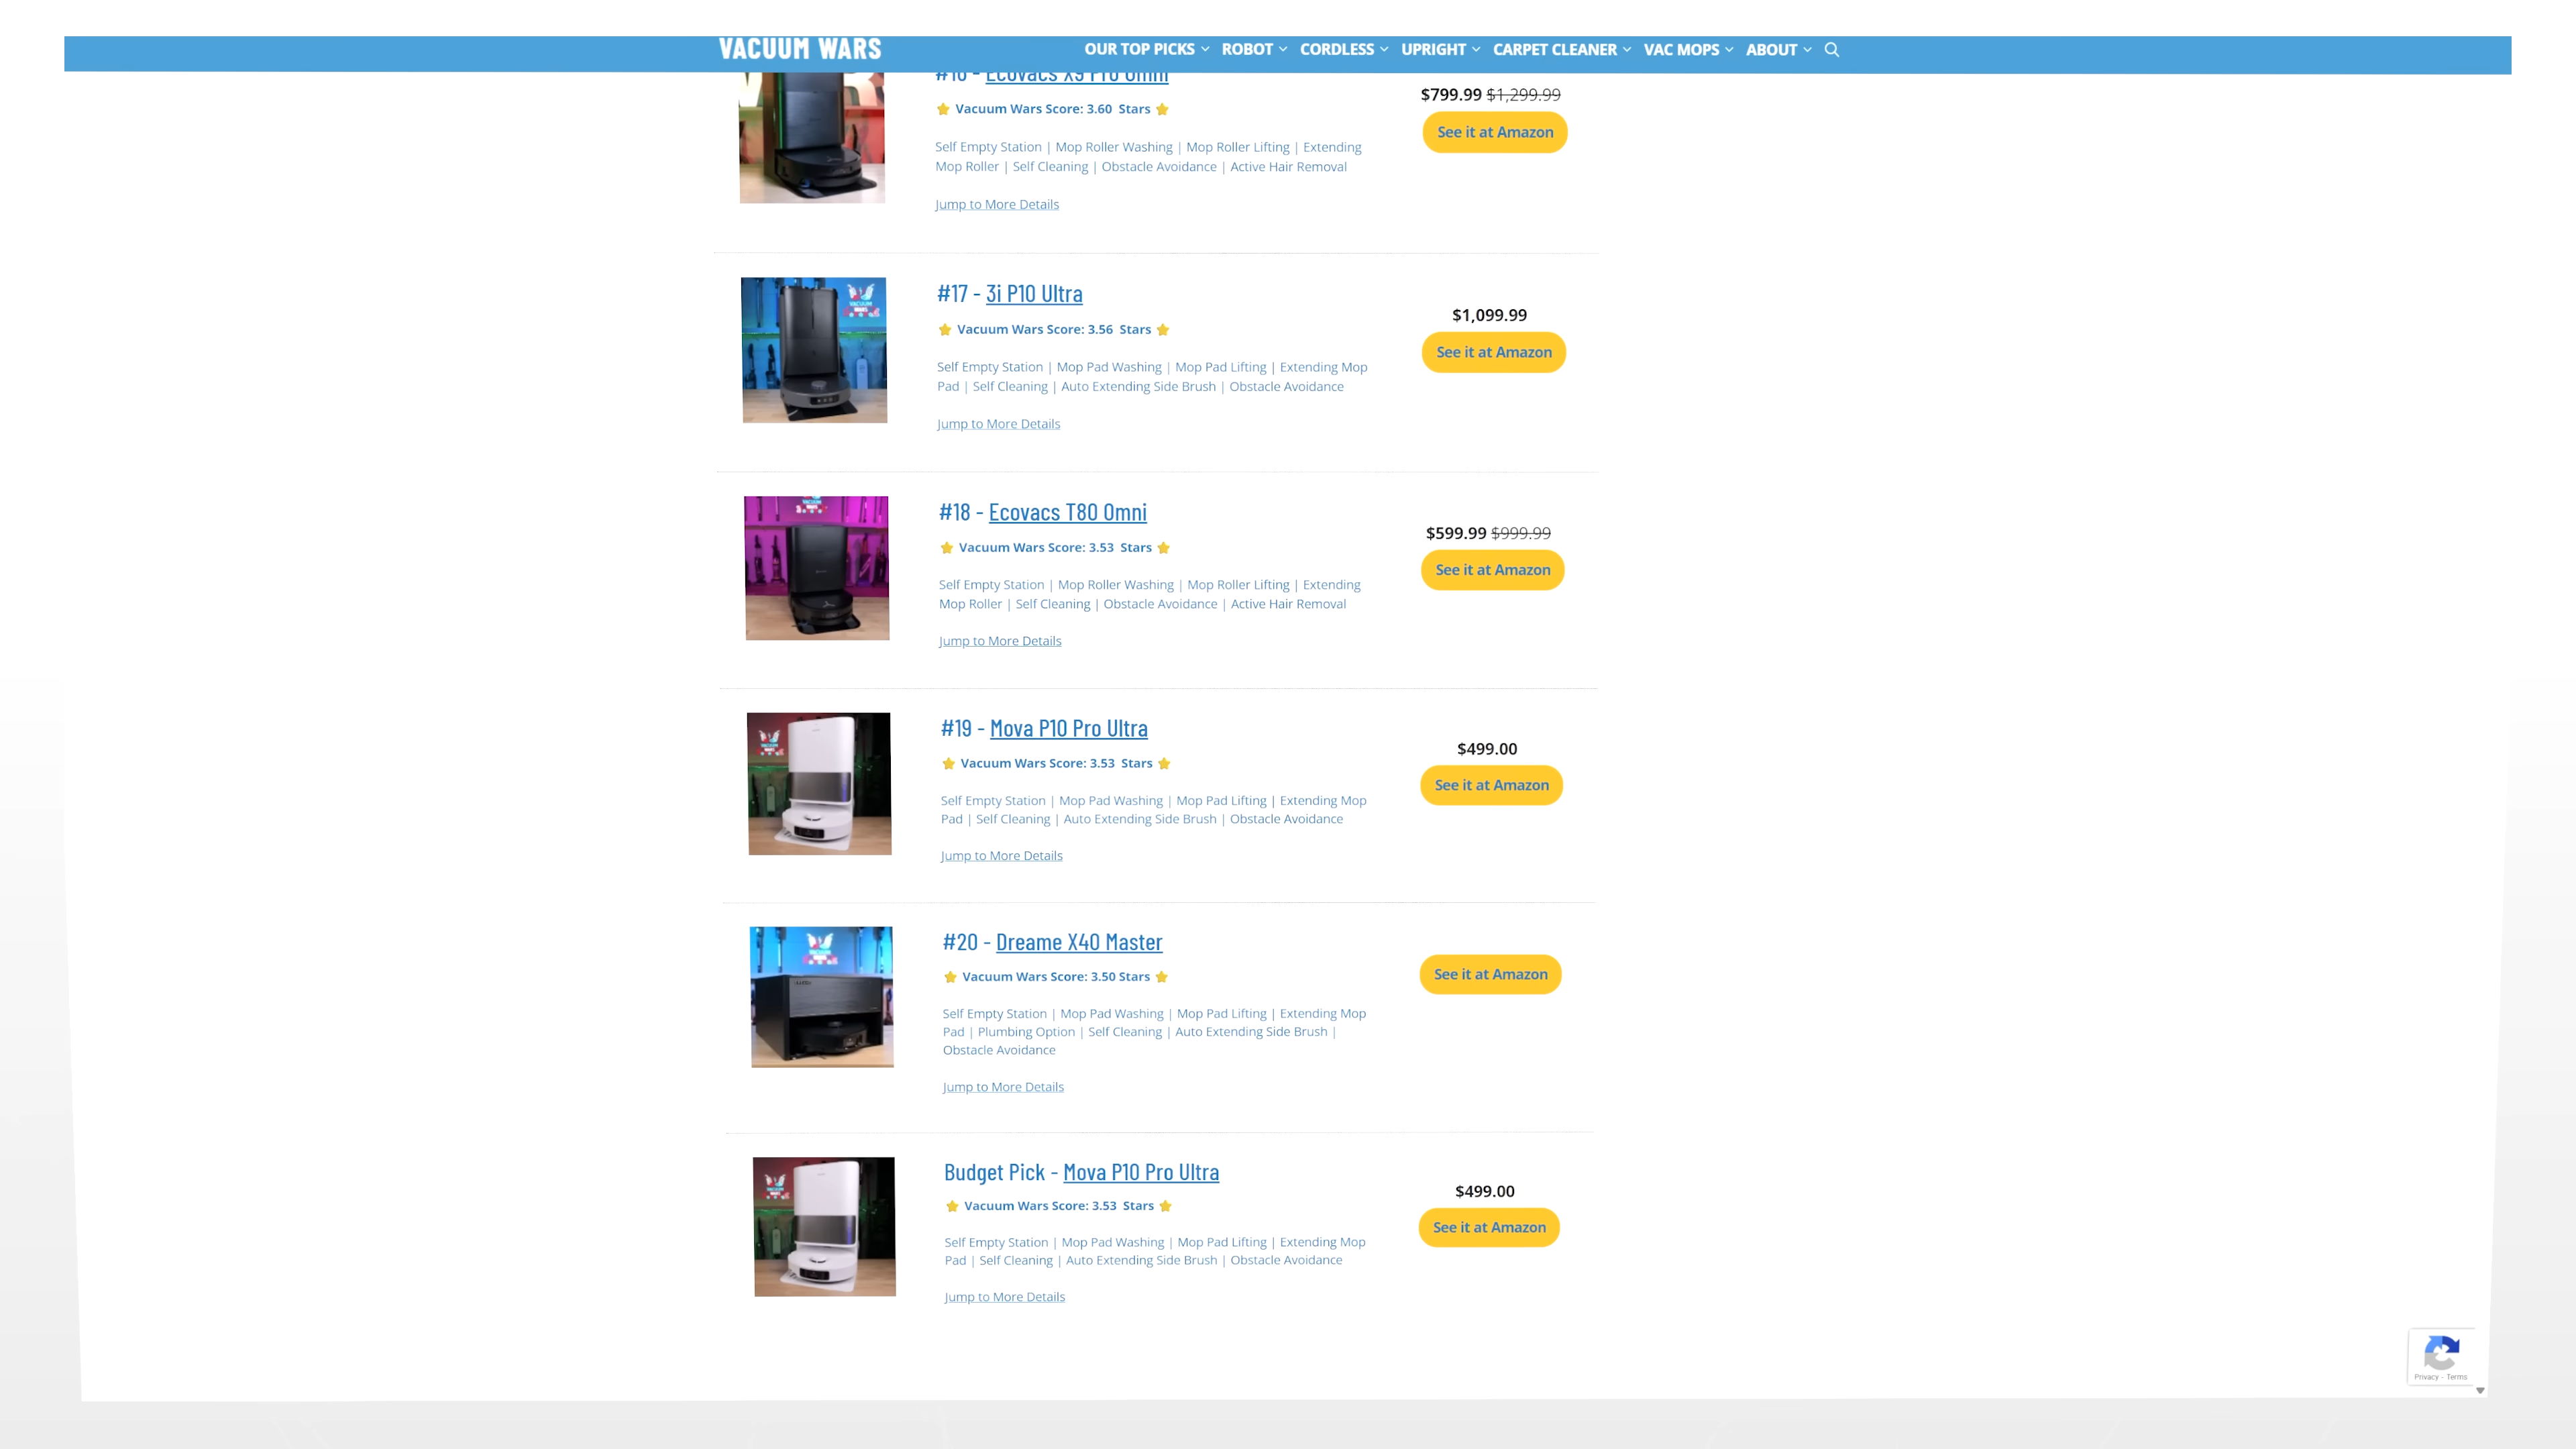 VACUUM WARS
OUR TOP PICKS ROBOT CORDLESS UPRIGHT CARPET CLEANER VAC MOPS ABOUT
#16 - Ecovacs X9 Pro Omni
Vacuum Wars Score: 3.60 Stars
Self Empty Station | Mop Roller Washing | Mop Roller Lifting | Extending
Mop Roller | Self Cleaning | Obstacle Avoidance | Active Hair Removal
Jump to More Details
$799.99 $1,299.99
See it at Amazon
#17 - 3i P10 Ultra
Vacuum Wars Score: 3.56 Stars
Self Empty Station | Mop Pad Washing | Mop Pad Lifting | Extending Mop
Pad | Self Cleaning | Auto Extending Side Brush | Obstacle Avoidance
Jump to More Details
$1,099.99
See it at Amazon
#18 - Ecovacs T80 Omni
Vacuum Wars Score: 3.53 Stars
Self Empty Station | Mop Roller Washing | Mop Roller Lifting | Extending
Mop Roller | Self Cleaning | Obstacle Avoidance | Active Hair Removal
Jump to More Details
$599.99 $999.99
See it at Amazon
#19 - Mova P10 Pro Ultra
Vacuum Wars Score: 3.53 Stars
Self Empty Station | Mop Pad Washing | Mop Pad Lifting | Extending Mop
Pad | Self Cleaning | Auto Extending Side Brush | Obstacle Avoidance
Jump to More Details
$499.00
See it at Amazon
#20 - Dreame X40 Master
Vacuum Wars Score: 3.50 Stars
Self Empty Station | Mop Pad Washing | Mop Pad Lifting | Extending Mop
Pad | Plumbing Option | Self Cleaning | Auto Extending Side Brush |
Obstacle Avoidance
Jump to More Details
See it at Amazon
Budget Pick - Mova P10 Pro Ultra
Vacuum Wars Score: 3.53 Stars
Self Empty Station | Mop Pad Washing | Mop Pad Lifting | Extending Mop
Pad | Self Cleaning | Auto Extending Side Brush | Obstacle Avoidance
Jump to More Details
$499.00
See it at Amazon
Privacy - Terms